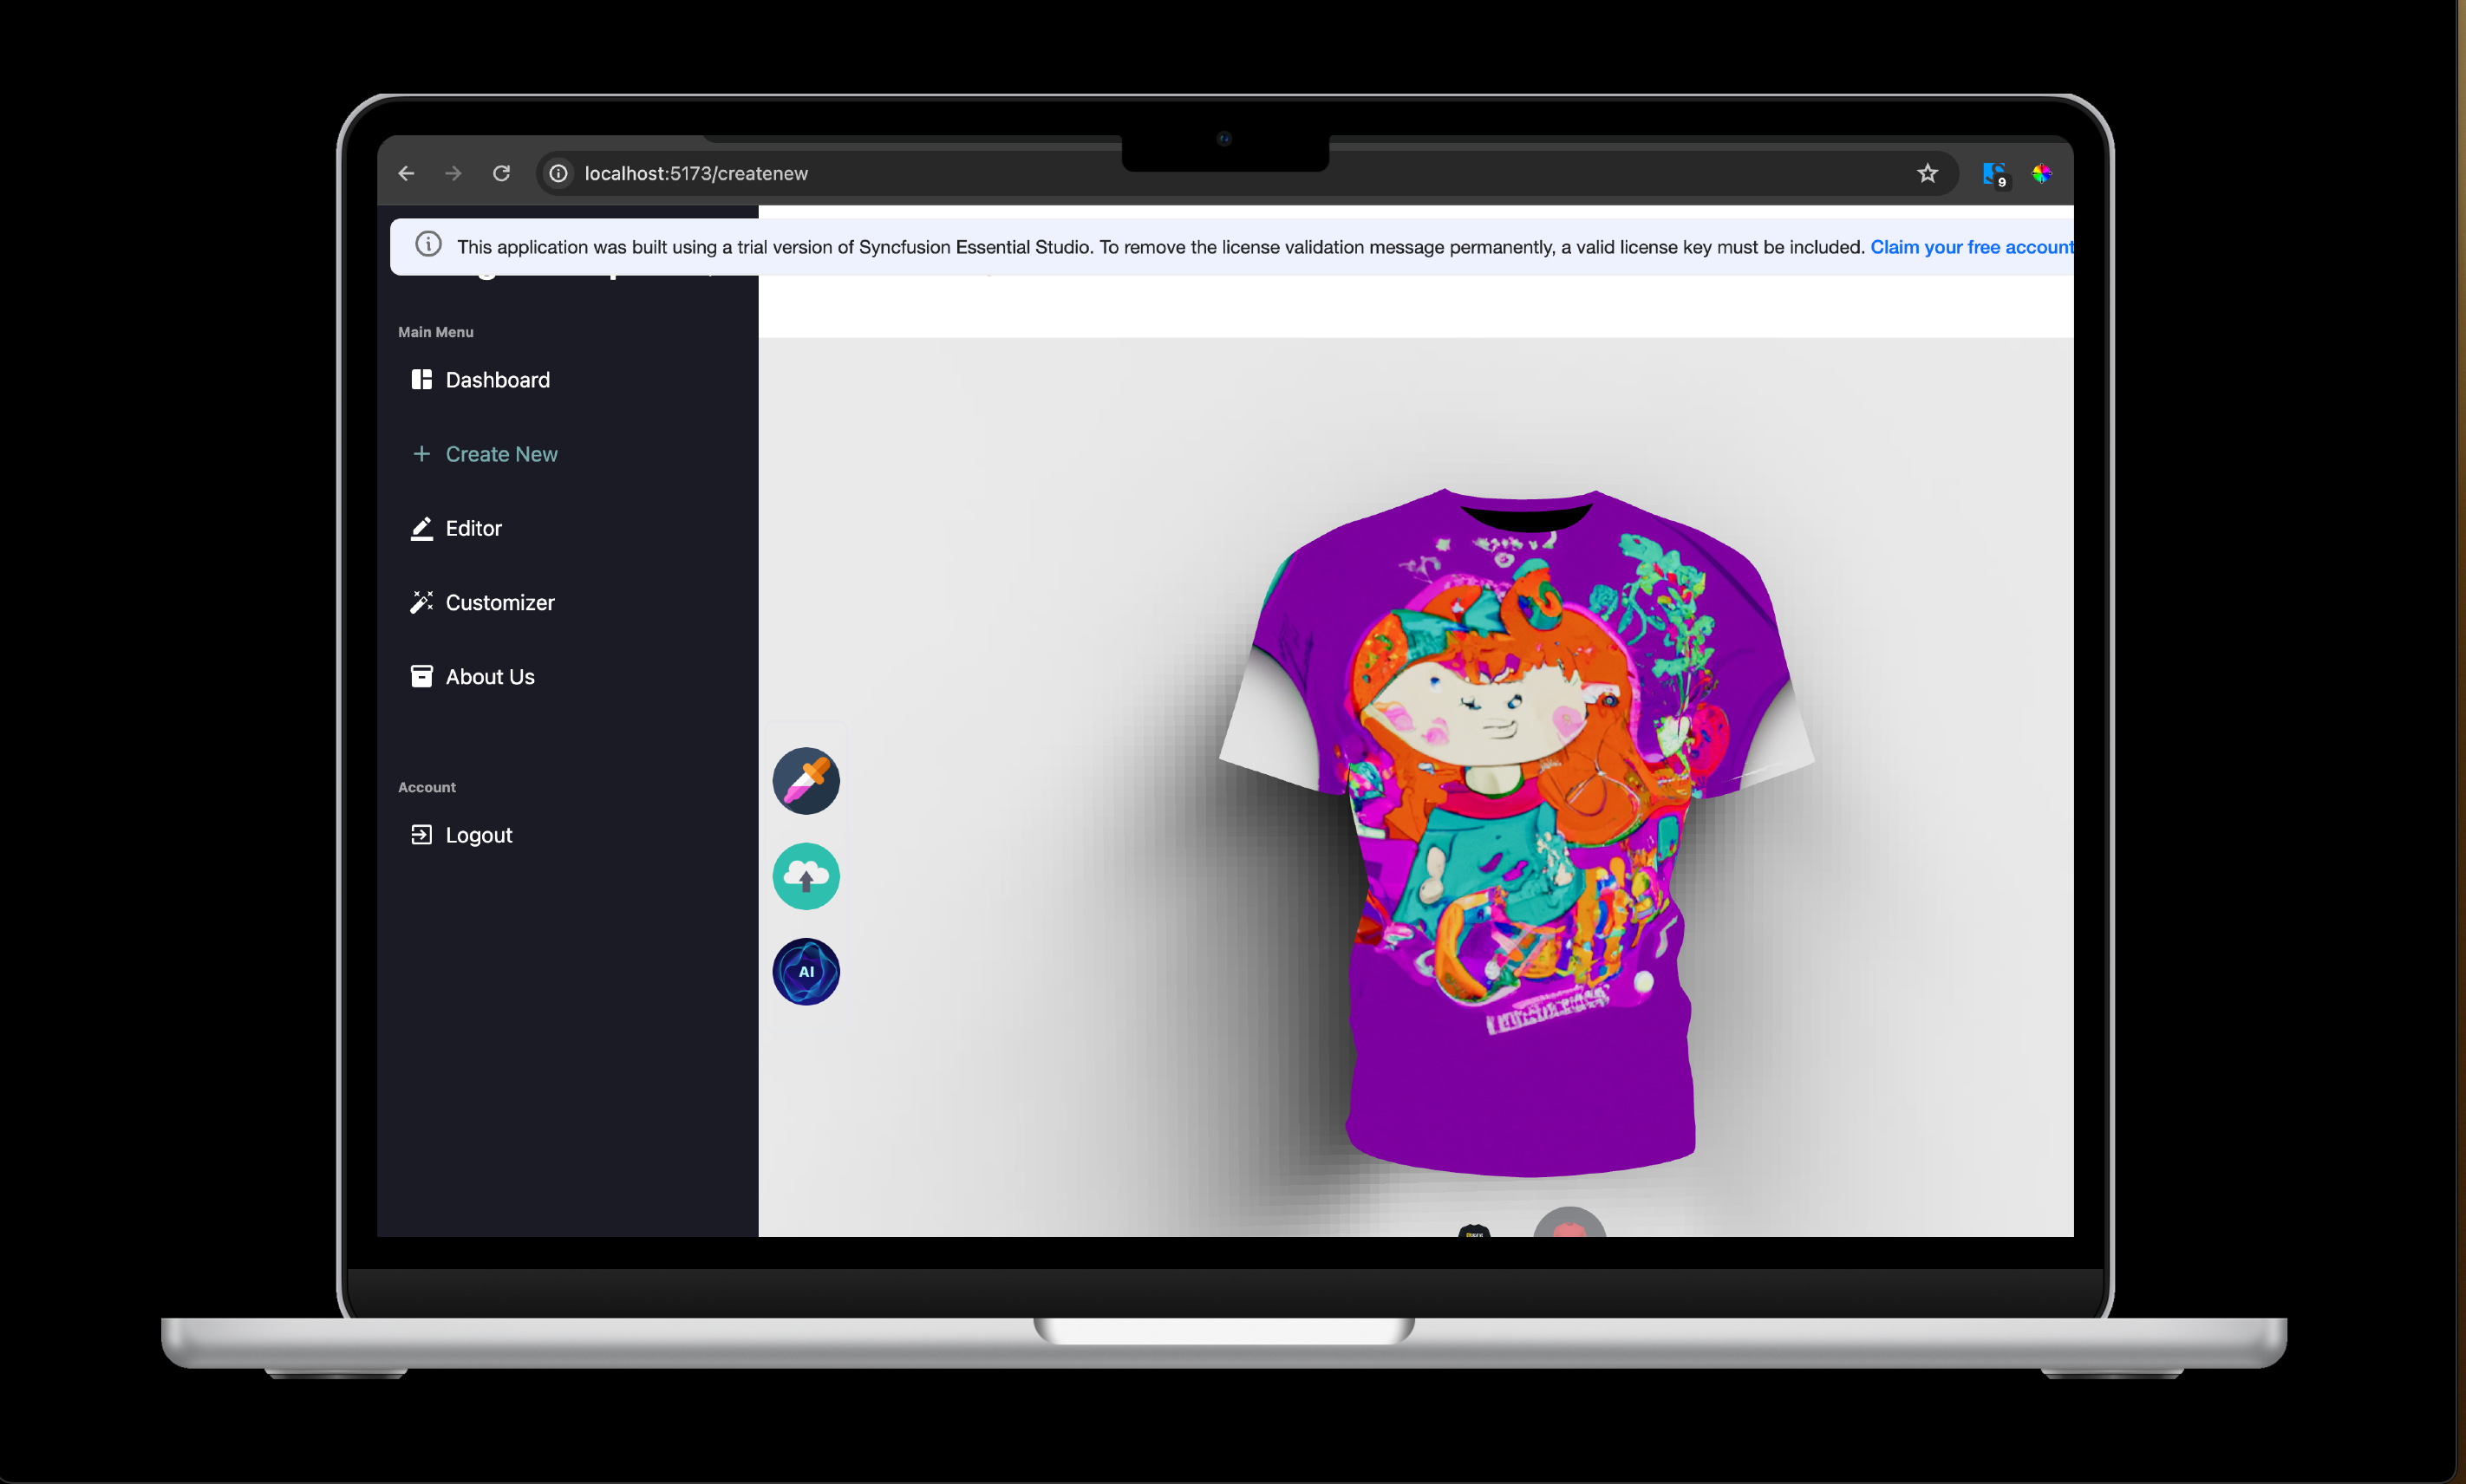 localhost:5173/createnew
9
This application was built using a trial version of Syncfusion Essential Studio. To remove the license validation message permanently, a valid license key must be included. Claim your free account
Main Menu
Dashboard
Create New
Editor
Customizer
About Us
Account
Logout
AI